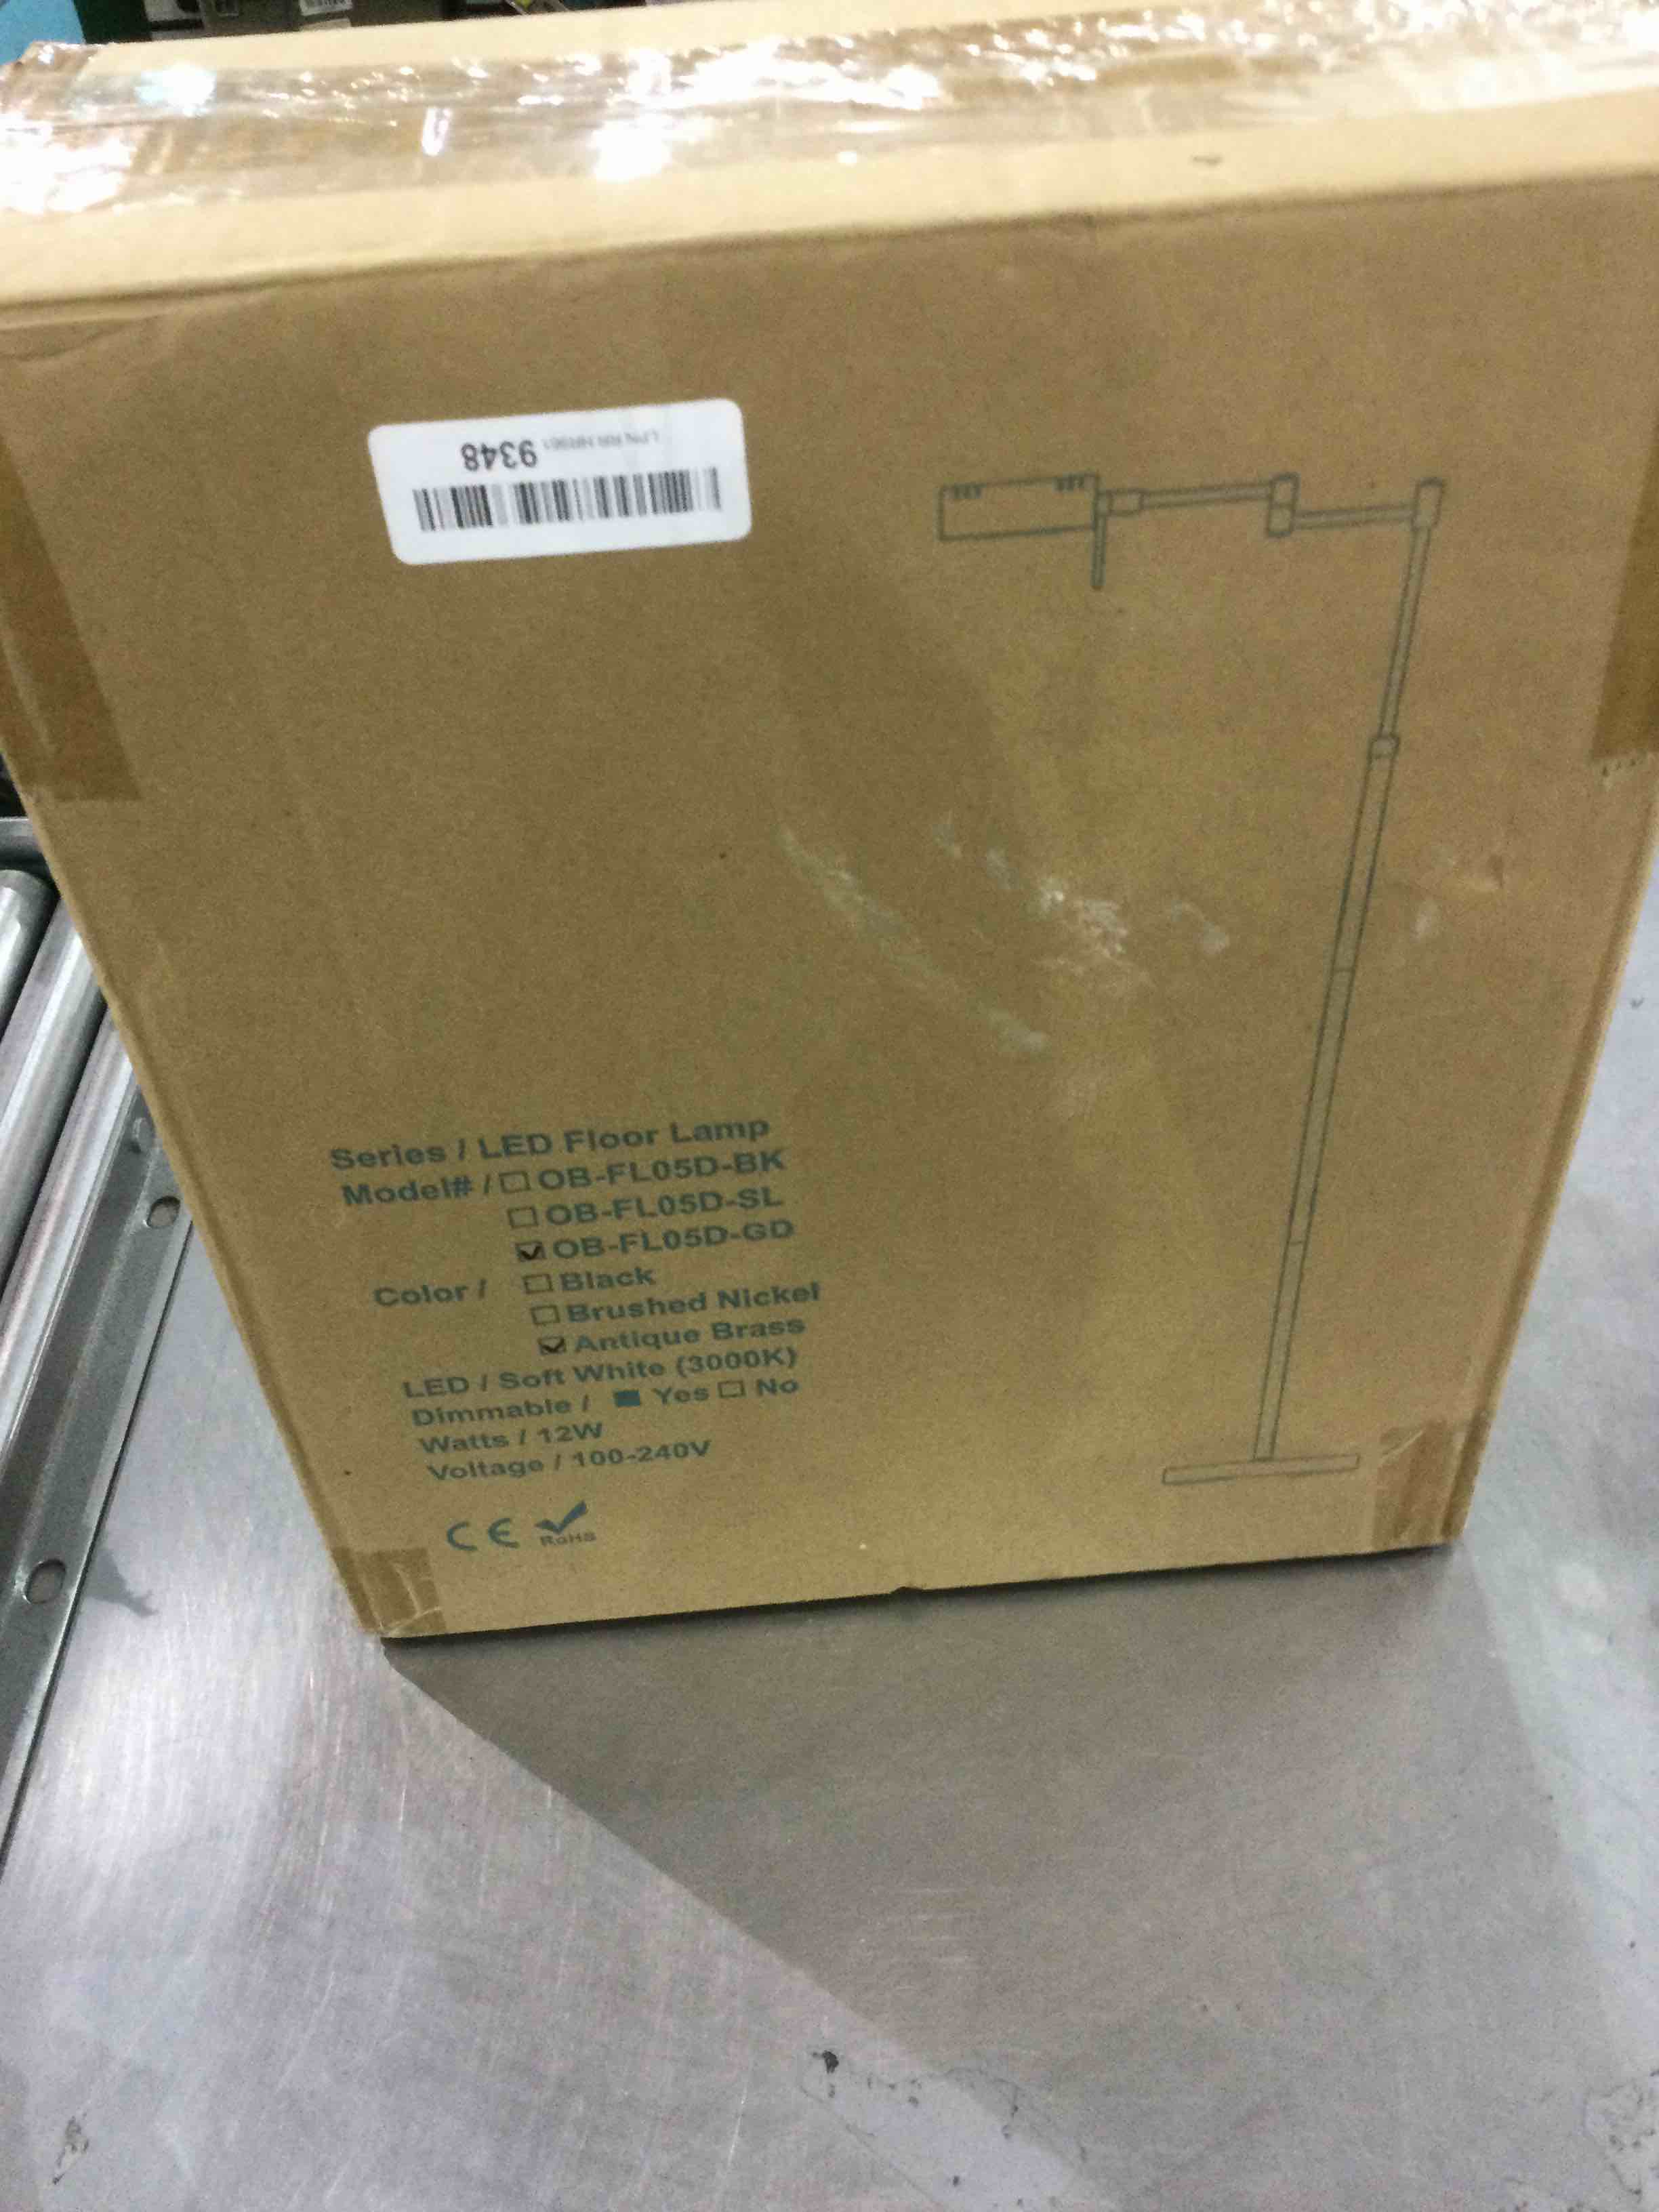 9348
Series / LED Floor Lamp
Model# / ☐ OB-FL05D-BK
☐ OB-FL05D-SL
☑ OB-FL05D-GD
Color / ☐ Black
☐ Brushed Nickel
☑ Antique Brass
LED / Soft White (3000K)
Dimmable / ■ Yes ☐ No
Watts / 12W
Voltage / 100-240V
CE RoHS